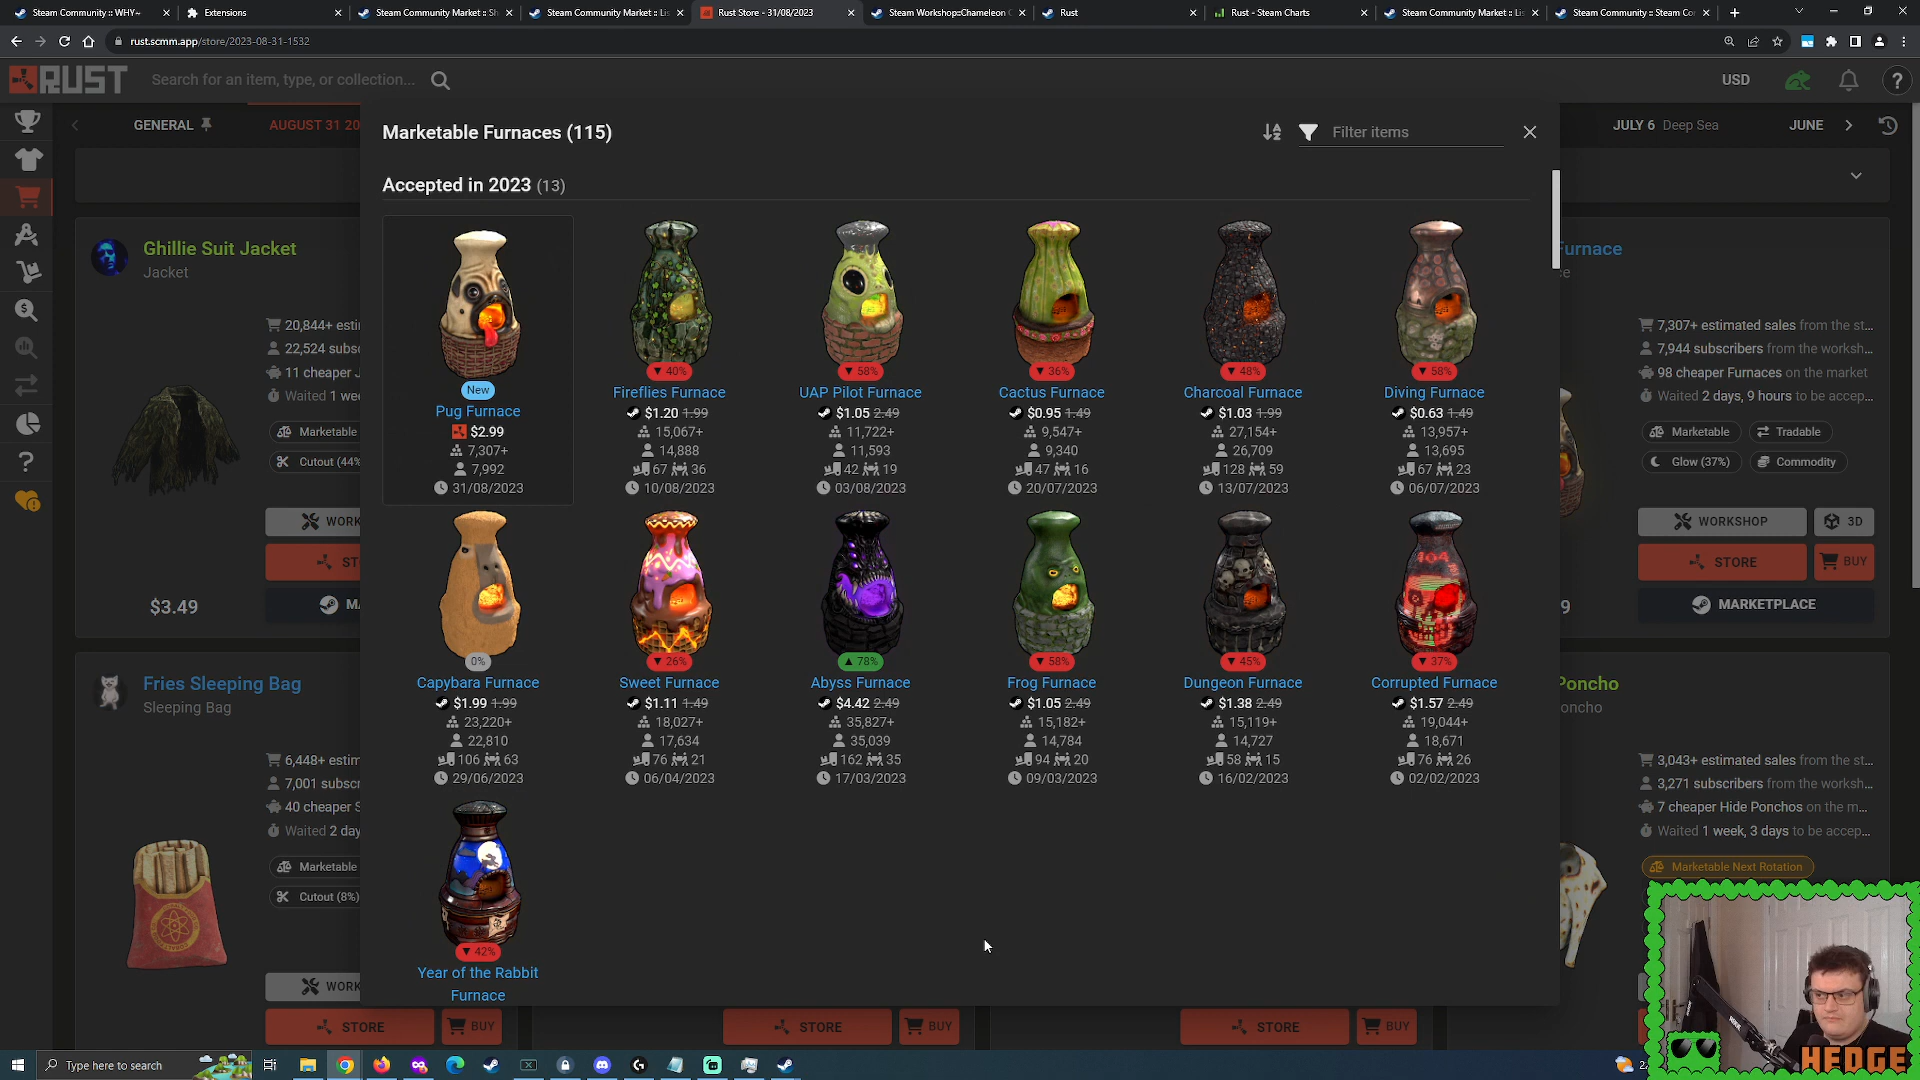 Steam Community :: WHY~
Extensions
Steam Community Market :: Sh
Steam Community Market :: Lis
Rust Store - 31/08/2023
Steam Workshop::Chameleon C
Rust
Rust - Steam Charts
Steam Community Market :: Lis
Steam Community :: Steam Co
rust.scmm.app/store/2023-08-31-1532
RUST
Search for an item, type, or collection...
USD
GENERAL
AUGUST 31 20
JULY 6 Deep Sea
JUNE
Marketable Furnaces (115)
Filter items
Accepted in 2023 (13)
Ghillie Suit Jacket
Jacket
20,844+ esti
22,524 subs
11 cheaper J
Waited 1 wee
Marketable
Cutout (44%
WORK
STO
$3.49
MA
New
Pug Furnace
$2.99
7,307+
7,992
31/08/2023
▼ 40%
Fireflies Furnace
$1.20 1.99
15,067+
14,888
67 36
10/08/2023
▼ 58%
UAP Pilot Furnace
$1.05 2.49
11,722+
11,593
42 19
03/08/2023
▼ 36%
Cactus Furnace
$0.95 1.49
9,547+
9,340
47 16
20/07/2023
▼ 48%
Charcoal Furnace
$1.03 1.99
27,154+
26,709
128 59
13/07/2023
▼ 58%
Diving Furnace
$0.63 1.49
13,957+
13,695
67 23
06/07/2023
0%
Capybara Furnace
$1.99 1.99
23,220+
22,810
106 63
29/06/2023
▼ 26%
Sweet Furnace
$1.11 1.49
18,027+
17,634
76 21
06/04/2023
▲ 78%
Abyss Furnace
$4.42 2.49
35,827+
35,039
162 35
17/03/2023
▼ 58%
Frog Furnace
$1.05 2.49
15,182+
14,784
94 20
09/03/2023
▼ 45%
Dungeon Furnace
$1.38 2.49
15,119+
14,727
58 15
16/02/2023
404
▼ 37%
Corrupted Furnace
$1.57 2.49
19,044+
18,671
76 26
02/02/2023
▼ 42%
Year of the Rabbit
Furnace
Furnace
7,307+ estimated sales from the st...
7,944 subscribers from the worksh...
98 cheaper Furnaces on the market
Waited 2 days, 9 hours to be accep...
Marketable
Tradable
Glow (37%)
Commodity
WORKSHOP
3D
STORE
BUY
9
MARKETPLACE
Fries Sleeping Bag
Sleeping Bag
6,448+ estim
7,001 subsc
40 cheaper S
Waited 2 day
Marketable
Cutout (8%)
WORK
STORE
BUY
STORE
BUY
STORE
BUY
Poncho
oncho
3,043+ estimated sales from the st...
3,271 subscribers from the worksh...
7 cheaper Hide Ponchos on the m...
Waited 1 week, 3 days to be accep...
Marketable Next Rotation
Type here to search
HEDGE